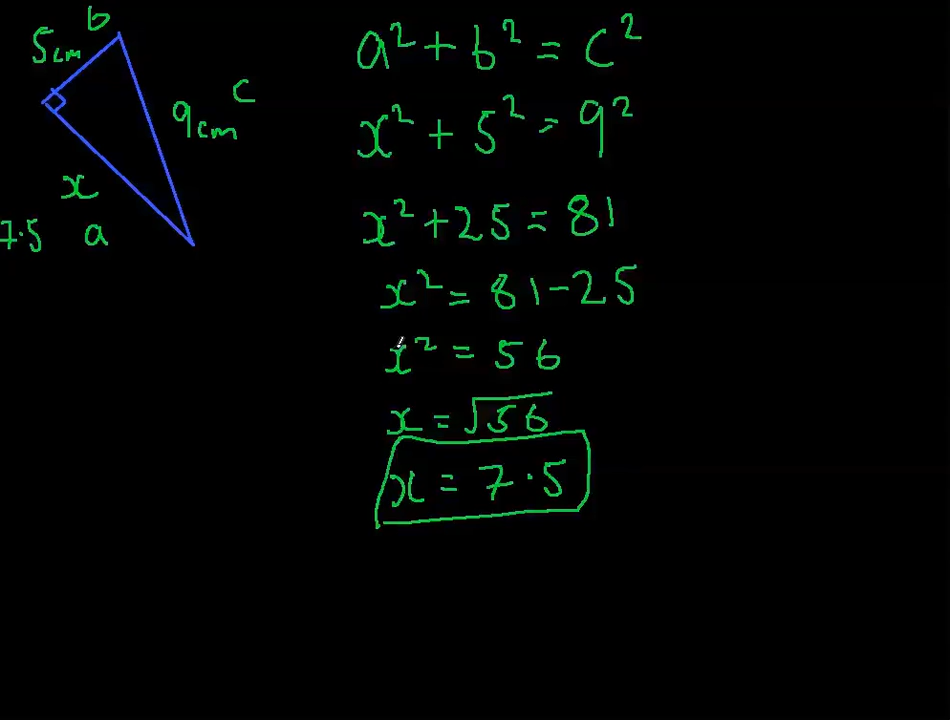 b
5cm
c
9cm
x
7.5 a
a² + b² = c²
x² + 5² = 9²
x² + 25 = 81
x² = 81 - 25
x² = 56
x = √56
x = 7.5